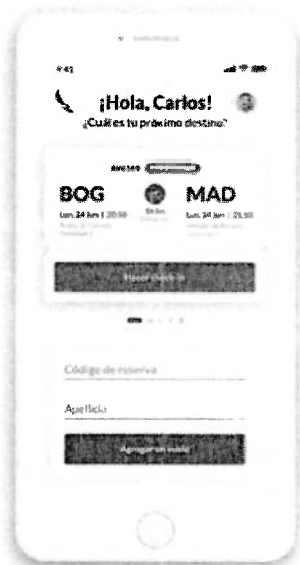 9:41
¡Hola, Carlos!
¿Cuál es tu próximo destino?
BOG
MAD
Lun, 24 Jun | 20:50
Lun, 24 Jun | 21:50
Hacer check-in
Código de reserva
Apellido
Agregar un vuelo